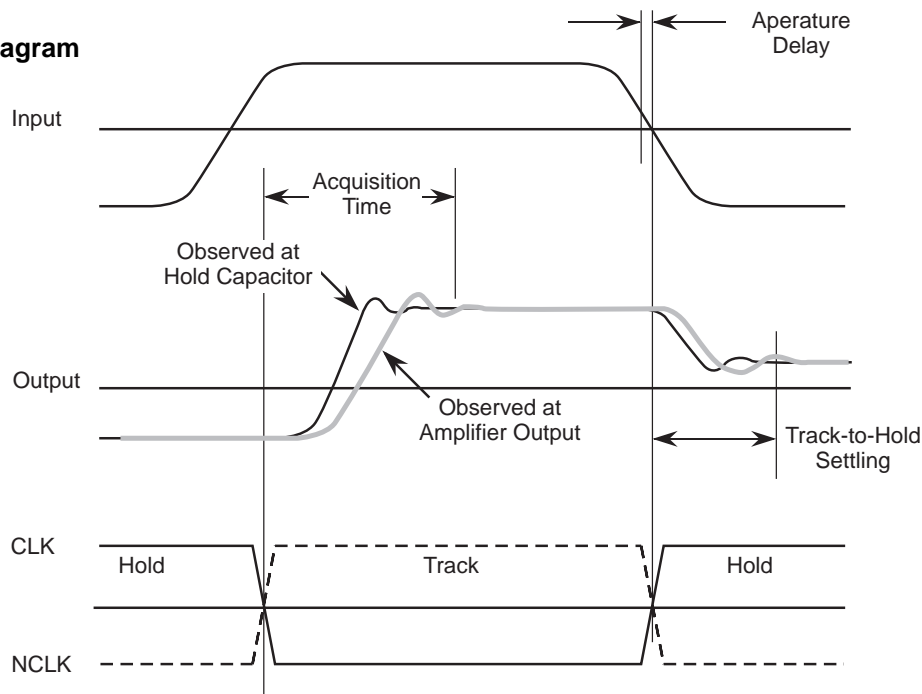 Aperature
Delay
agram
Input
Acquisition
Time
Observed at
Hold Capacitor
Output
Observed at
Amplifier Output
Track-to-Hold
Settling
CLK
Hold
Track
Hold
NCLK